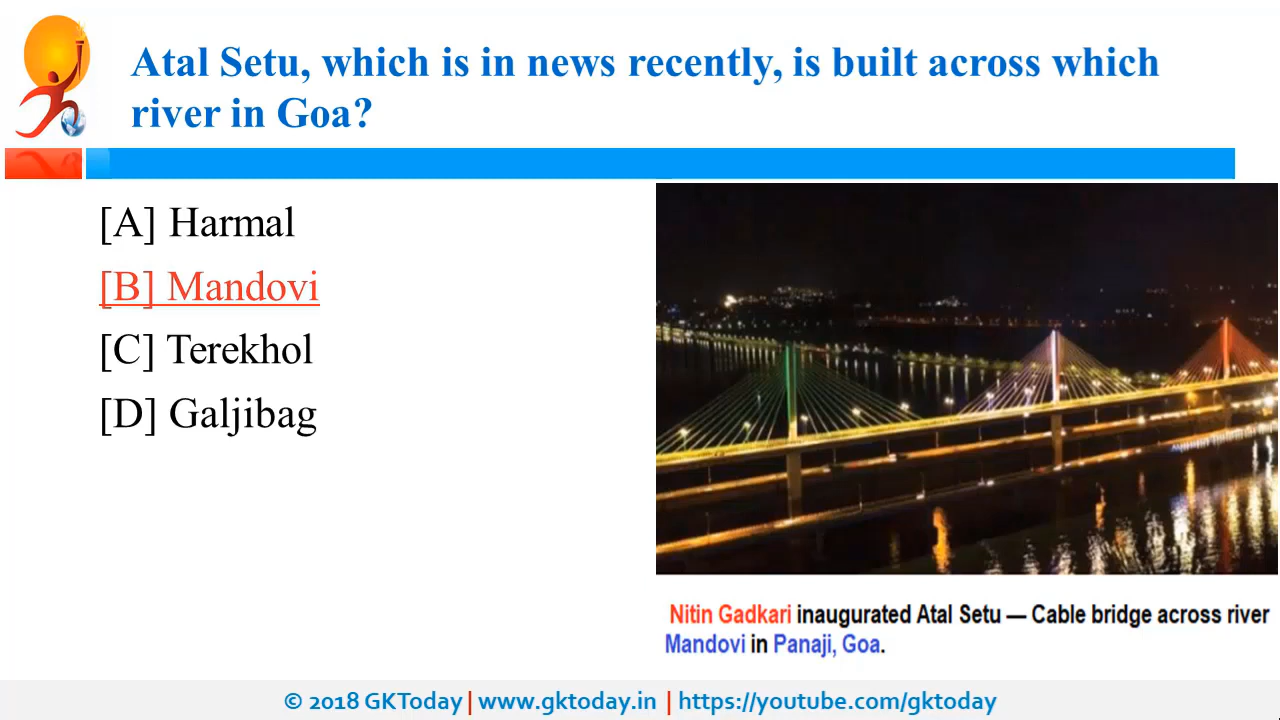 Atal Setu, which is in news recently, is built across which
river in Goa?
[A] Harmal
[B] Mandovi
[C] Terekhol
[D] Galjibag
Nitin Gadkari inaugurated Atal Setu — Cable bridge across river
Mandovi in Panaji, Goa.
© 2018 GKToday | www.gktoday.in | https://youtube.com/gktoday